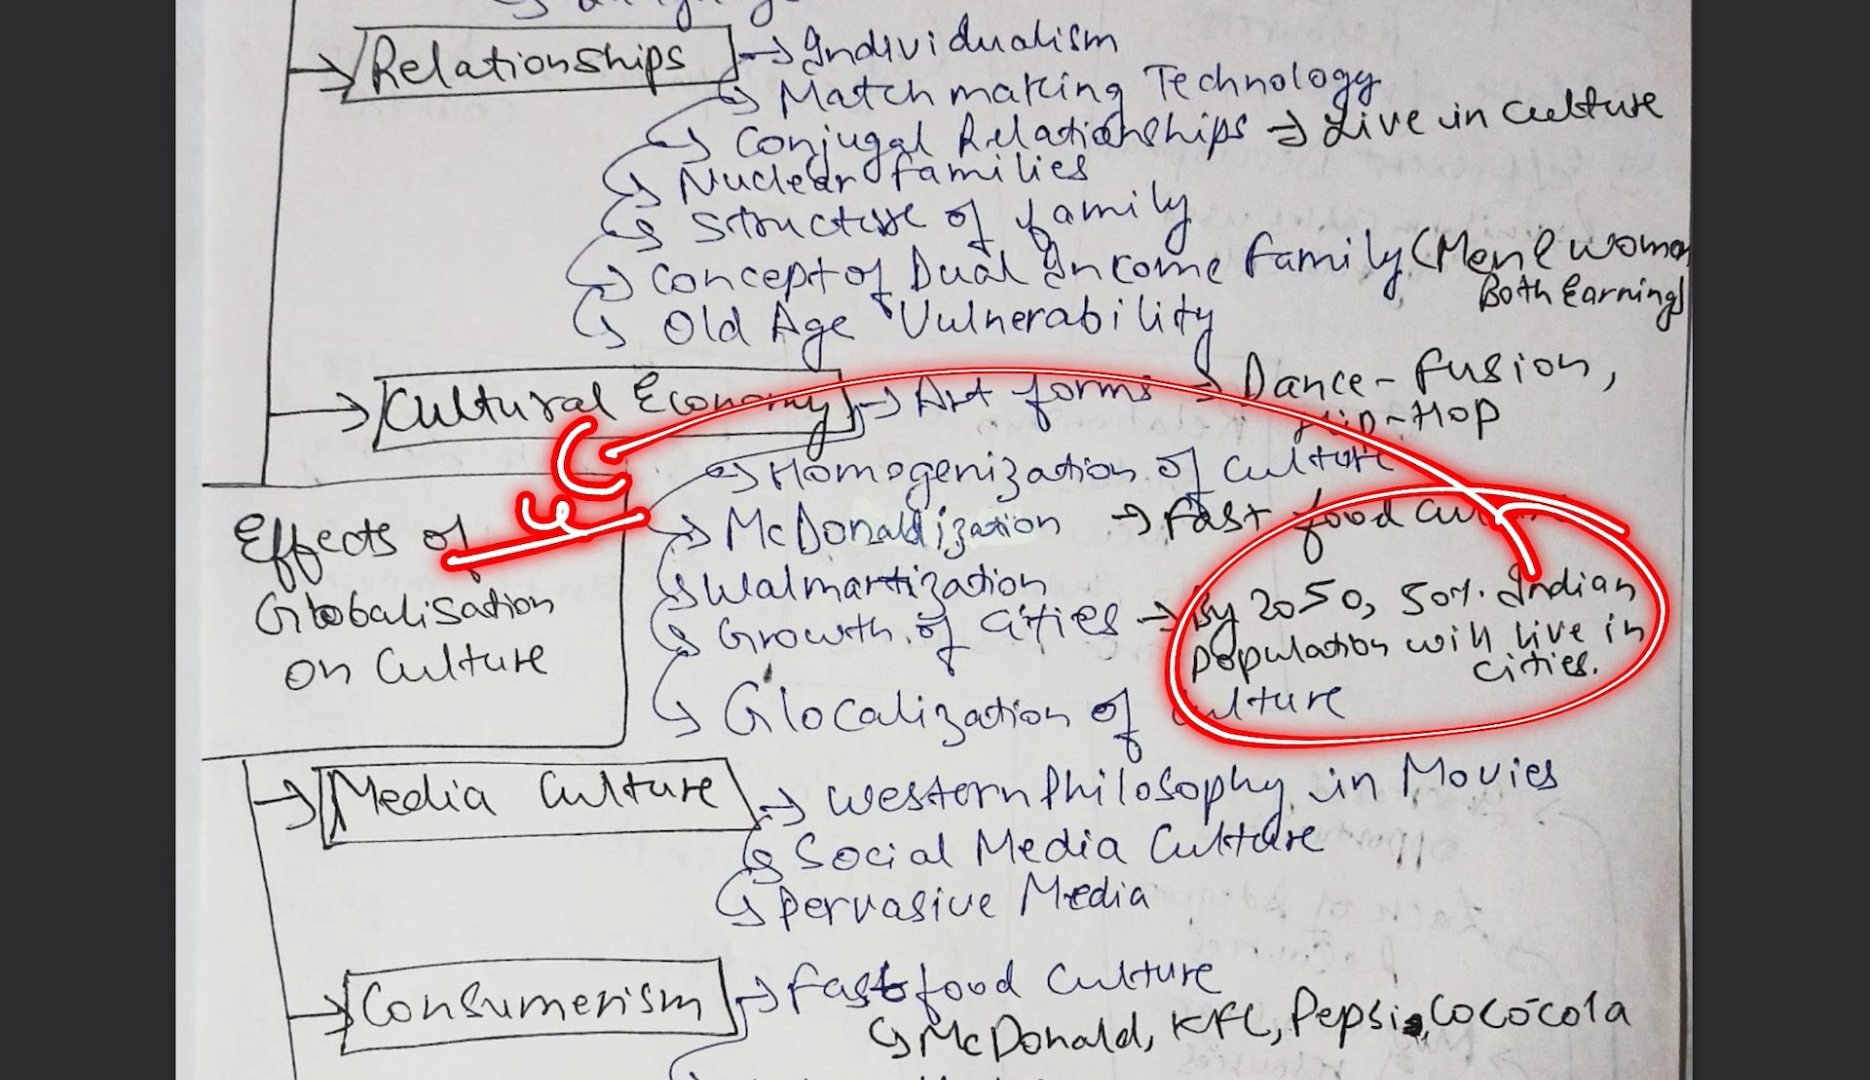 Relationships → Individualism
→ Matchmaking Technology
→ Conjugal Relationships → Live in culture
→ Nuclear families
→ Structure of family
→ Concept of Dual Income family (Men & women
Both Earning)
→ Old Age Vulnerability
→ Cultural Economy → Art forms → Dance-fusion,
Hip-Hop
→ Homogenization of culture
Effects of
Globalisation
on Culture
→ McDonaldization → Fast food
→ Walmartization
→ Growth of cities → By 2050, 50%. Indian
population will live in
cities.
→ Glocalization of culture
→ Media Culture → Western Philosophy in Movies
→ Social Media Culture
→ Pervasive Media
→ Consumerism → Fast food Culture
→ McDonald, KFC, Pepsi, Cococola